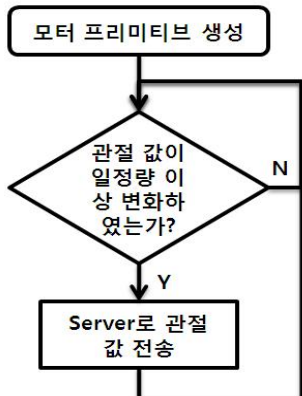 모터 프리미티브 생성
관절 값이
일정량 이
상 변화하
였는가?
N
Y
Server로 관절
값 전송